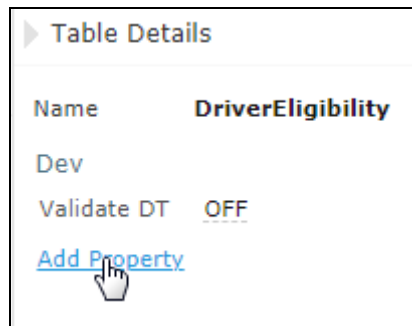 Table Details
Name DriverEligibility
Dev
Validate DT OFF
Add Property